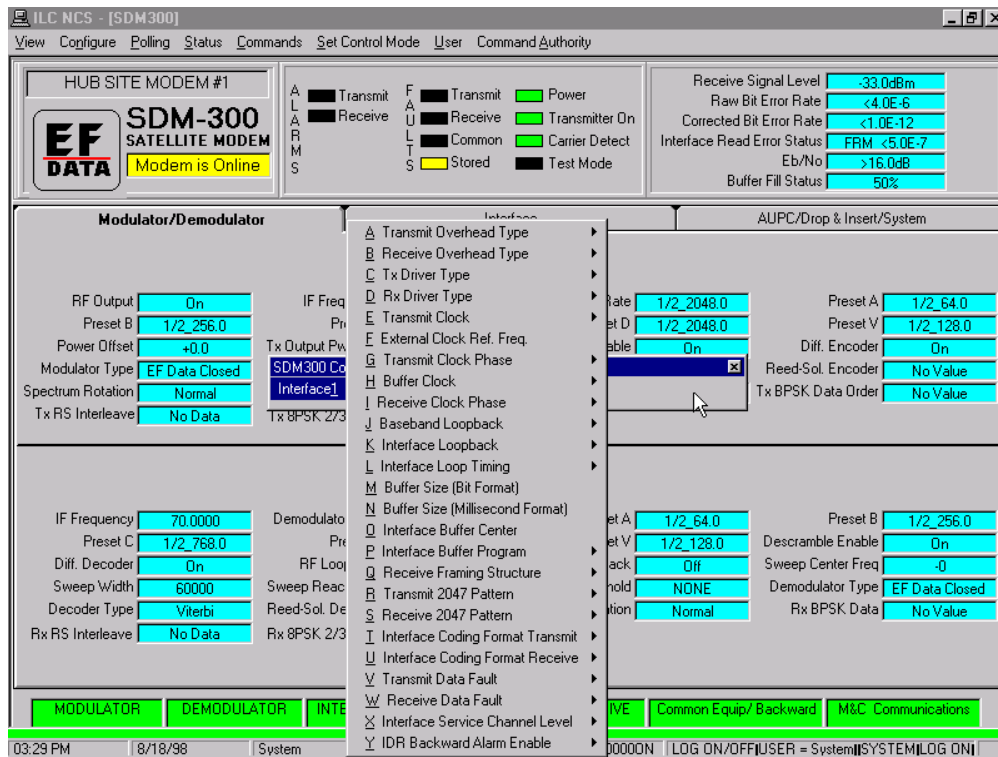 ILC NCS - [SDM300]
View Configure Polling Status Commands Set Control Mode User Command Authority
HUB SITE MODEM #1
EF DATA
SDM-300
SATELLITE MODEM
Modem is Online
ALARMS
Transmit
Receive
FAULTS
Transmit
Receive
Common
Stored
Power
Transmitter On
Carrier Detect
Test Mode
Receive Signal Level -33.0dBm
Raw Bit Error Rate <4.0E-6
Corrected Bit Error Rate <1.0E-12
Interface Read Error Status FRM <5.0E-7
Eb/No >16.0dB
Buffer Fill Status 50%
Modulator/Demodulator
Interface
AUPC/Drop & Insert/System
RF Output On
Preset B 1/2_256.0
Power Offset +0.0
Modulator Type EF Data Closed
Spectrum Rotation Normal
Tx RS Interleave No Data
IF Freq
Pr
Tx Output Pw
SDM300 Co
Interface1
Tx 8PSK 2/3
A Transmit Overhead Type
B Receive Overhead Type
C Tx Driver Type
D Rx Driver Type
E Transmit Clock
F External Clock Ref. Freq.
G Transmit Clock Phase
H Buffer Clock
I Receive Clock Phase
J Baseband Loopback
K Interface Loopback
L Interface Loop Timing
M Buffer Size (Bit Format)
N Buffer Size (Millisecond Format)
O Interface Buffer Center
P Interface Buffer Program
Q Receive Framing Structure
R Transmit 2047 Pattern
S Receive 2047 Pattern
T Interface Coding Format Transmit
U Interface Coding Format Receive
V Transmit Data Fault
W Receive Data Fault
X Interface Service Channel Level
Y IDR Backward Alarm Enable
Rate 1/2_2048.0
et D 1/2_2048.0
able On
Preset A 1/2_64.0
Preset V 1/2_128.0
Diff. Encoder On
Reed-Sol. Encoder No Value
Tx BPSK Data Order No Value
IF Frequency 70.0000
Preset C 1/2_768.0
Diff. Decoder On
Sweep Width 60000
Decoder Type Viterbi
Rx RS Interleave No Data
Demodulato
Pre
RF Loop
Sweep Reac
Reed-Sol. De
Rx 8PSK 2/3
et A 1/2_64.0
et V 1/2_128.0
ack Off
hold NONE
tion Normal
Preset B 1/2_256.0
Descramble Enable On
Sweep Center Freq -0
Demodulator Type EF Data Closed
Rx BPSK Data No Value
MODULATOR
DEMODULATOR
INTE
IVE
Common Equip/ Backward
M&C Communications
03:29 PM 8/18/98 System 00000N LOG ON/OFF|USER = System||SYSTEM|LOG ON|